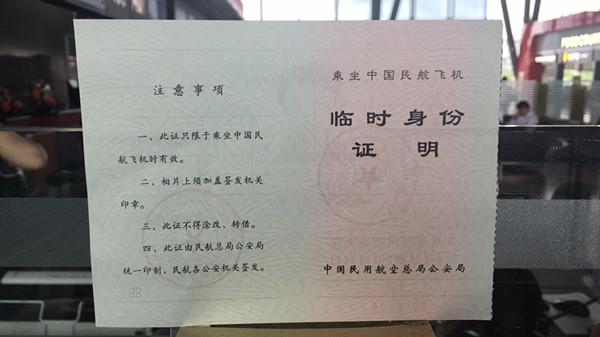 注意事项
一、此证只限于乘坐中国民
航飞机时有效。
二、相片上须加盖签发机关
印章。
三、此证不得涂改、转借。
四、此证由民航总局公安局
统一印制，民航各公安机关签发。
乘坐中国民航飞机
临时身份
证明
中国民用航空总局公安局